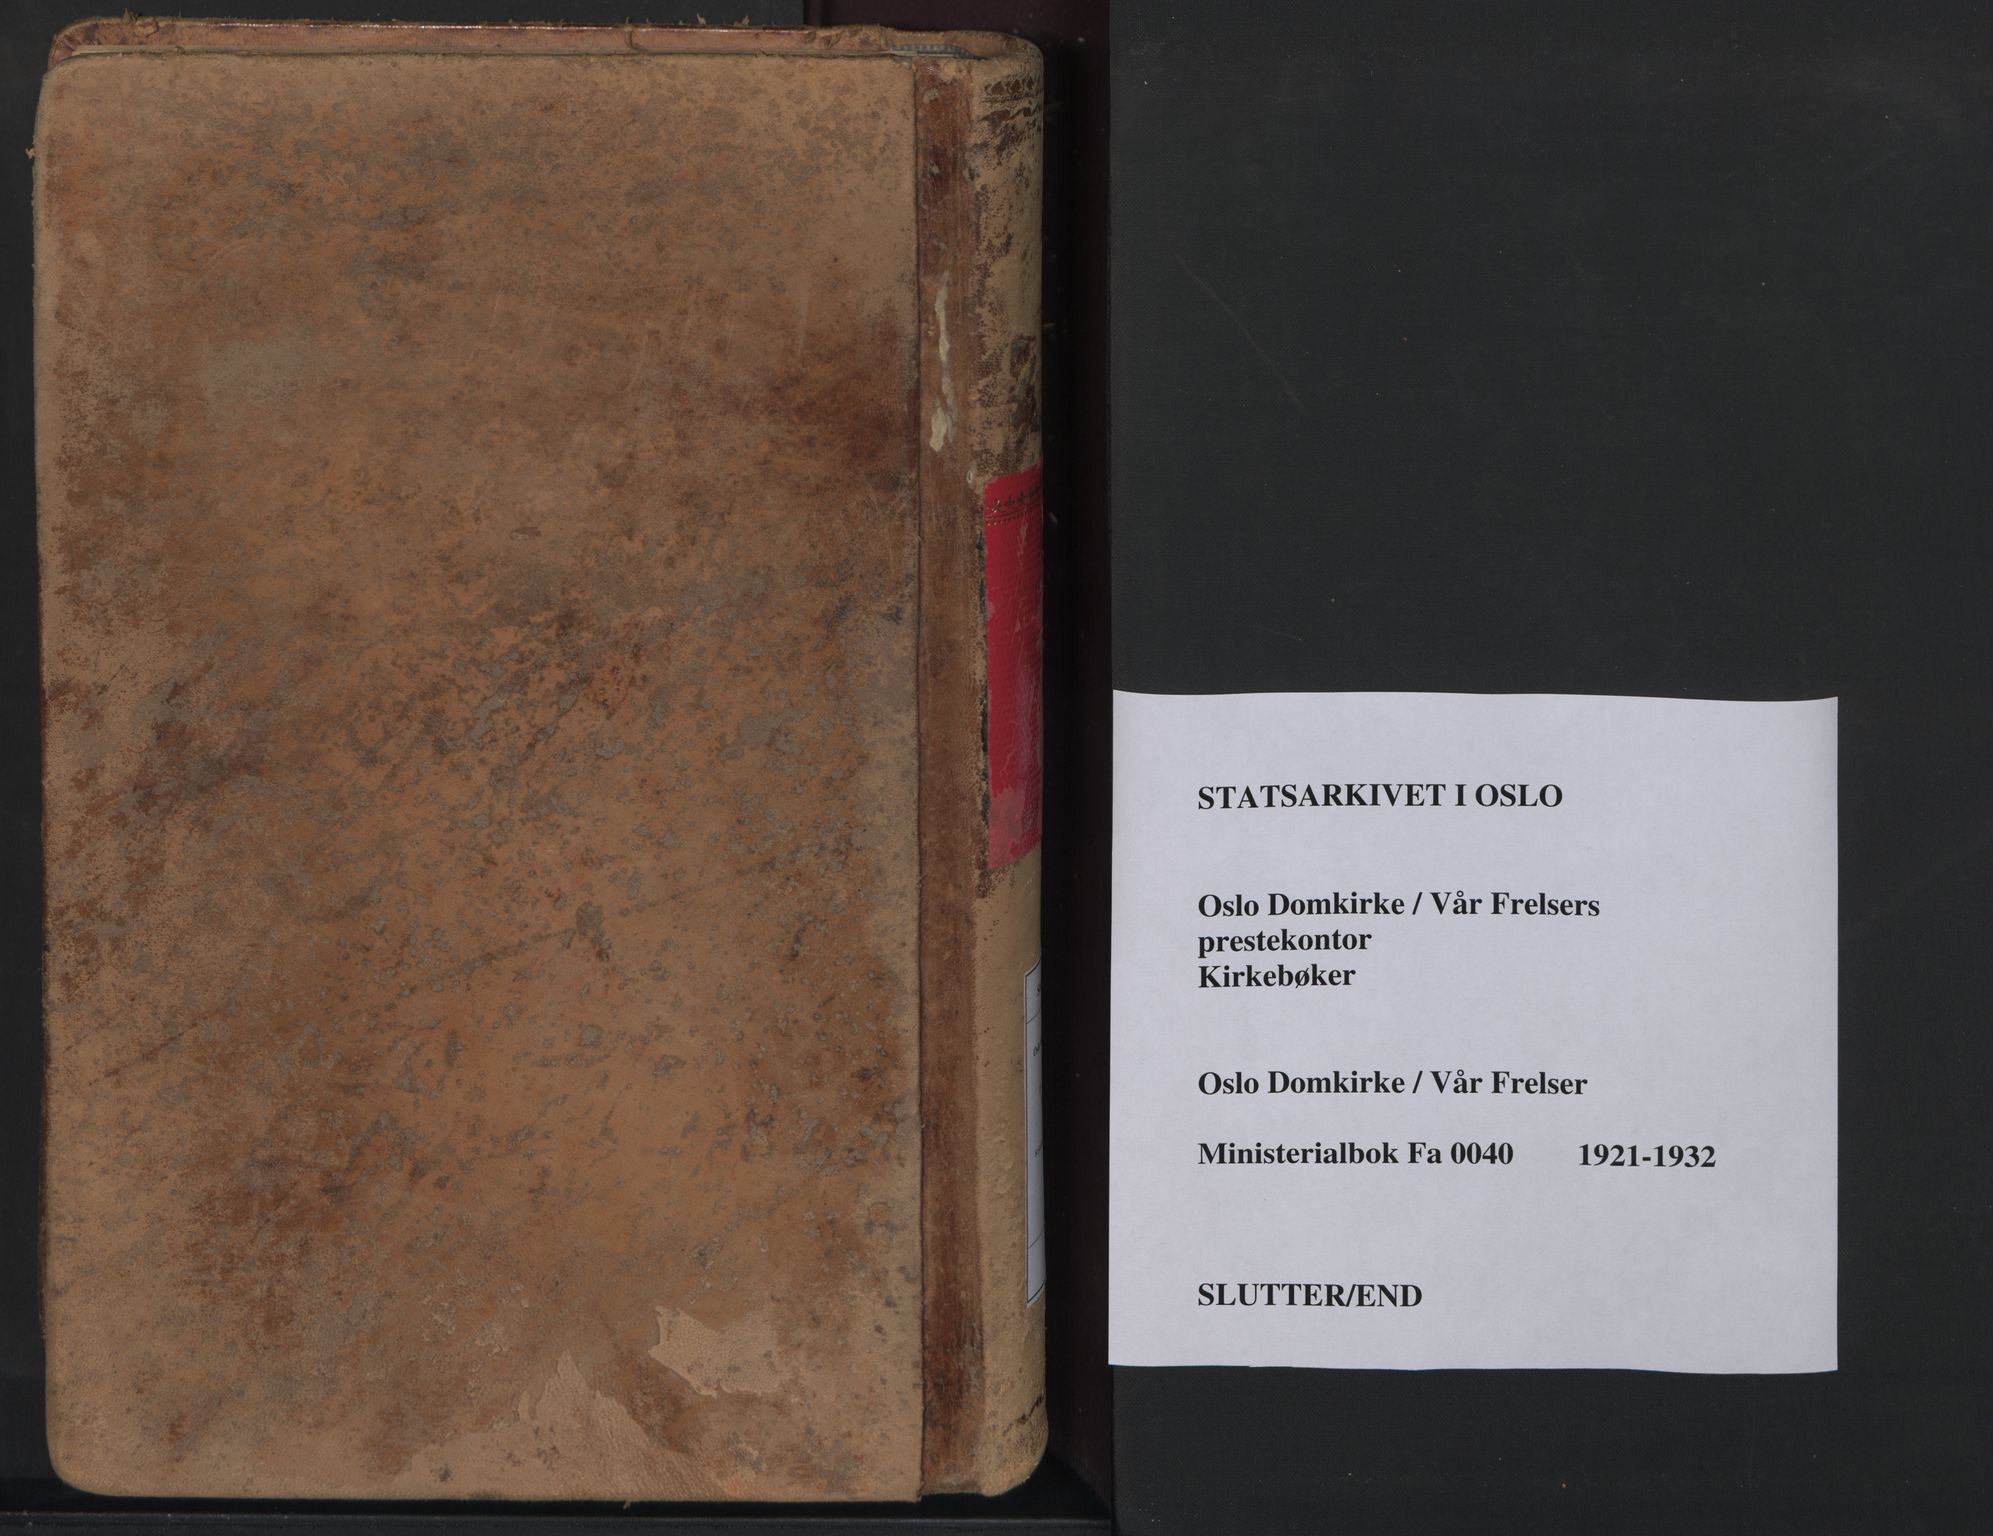 STATSARKIVET I OSLO
Oslo Domkirke / Vår Frelsers
prestekontor
Kirkebøker
Oslo Domkirke / Vår Frelser
Ministerialbok Fa 0040 1921-1932
SLUTTER/END